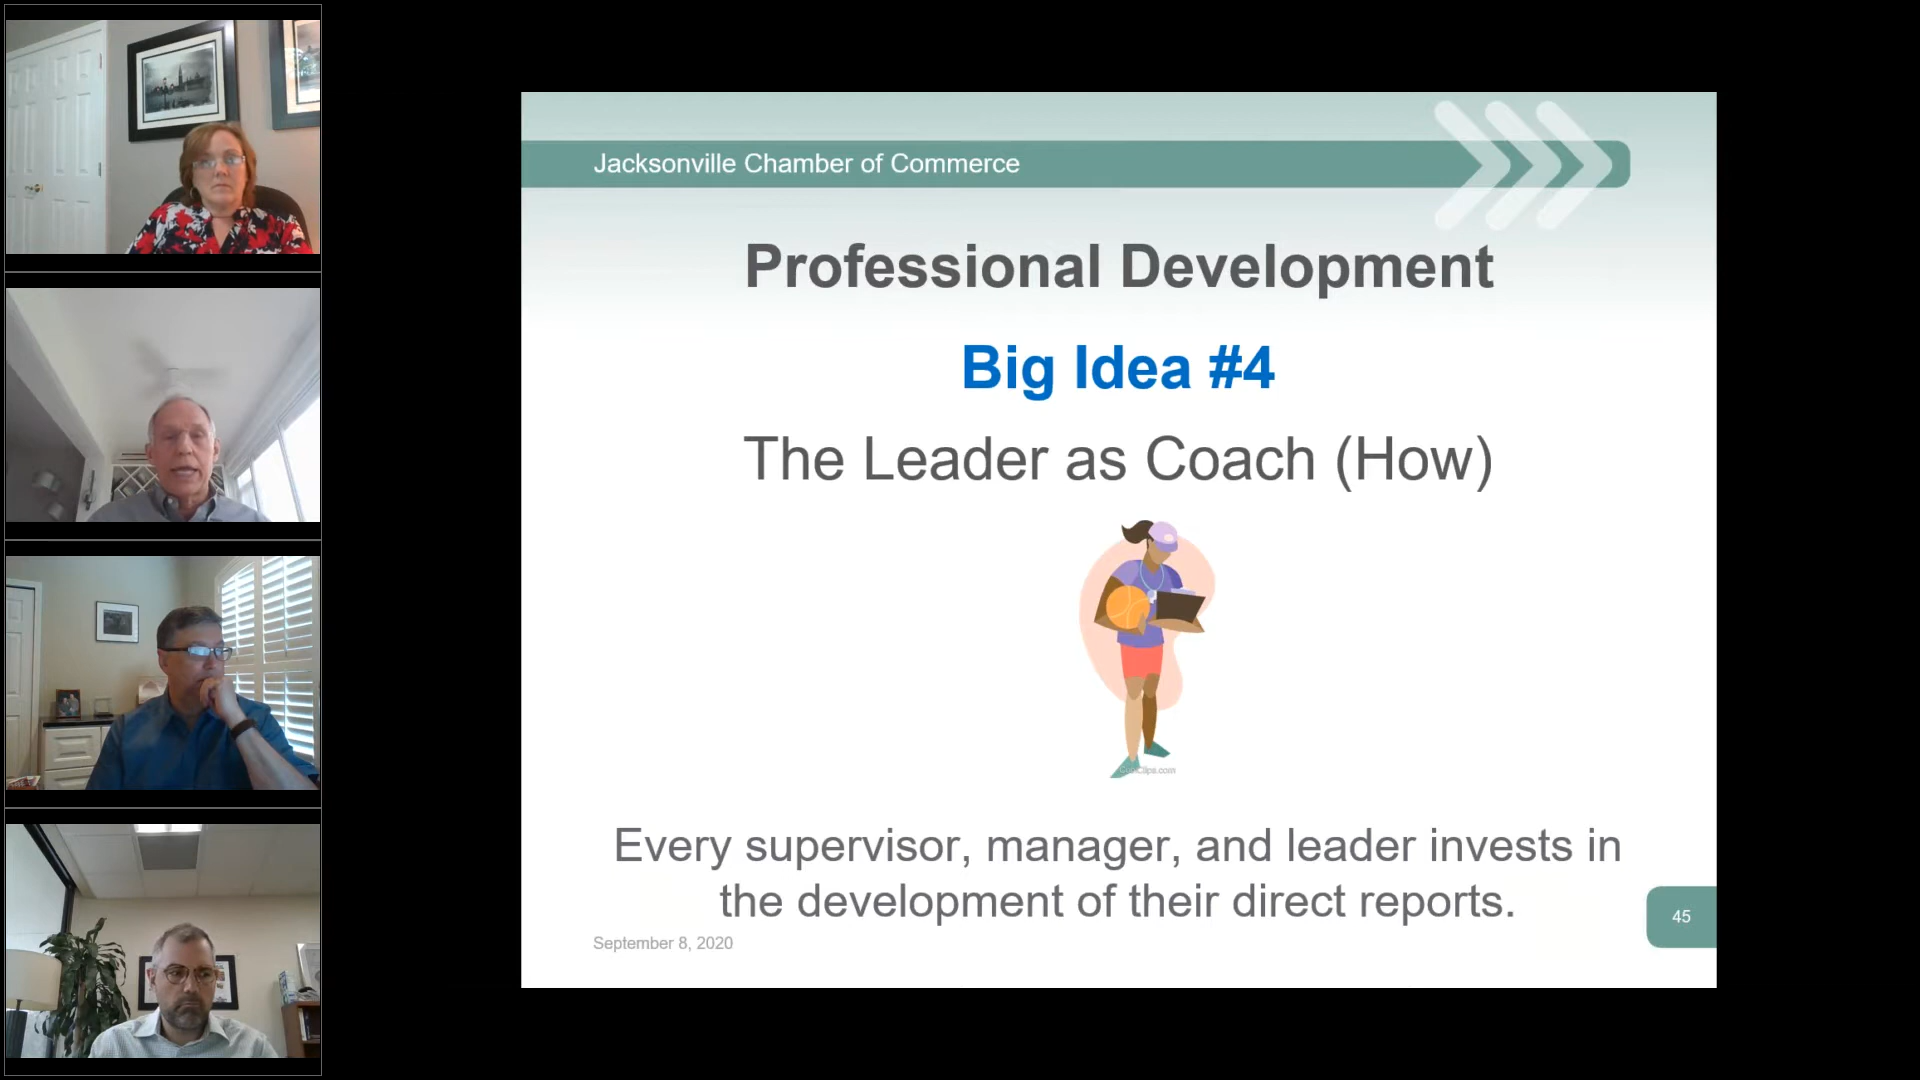 Jacksonville Chamber of Commerce
Professional Development
Big Idea #4
The Leader as Coach (How)
Every supervisor, manager, and leader invests in
the development of their direct reports.
45
September 8, 2020